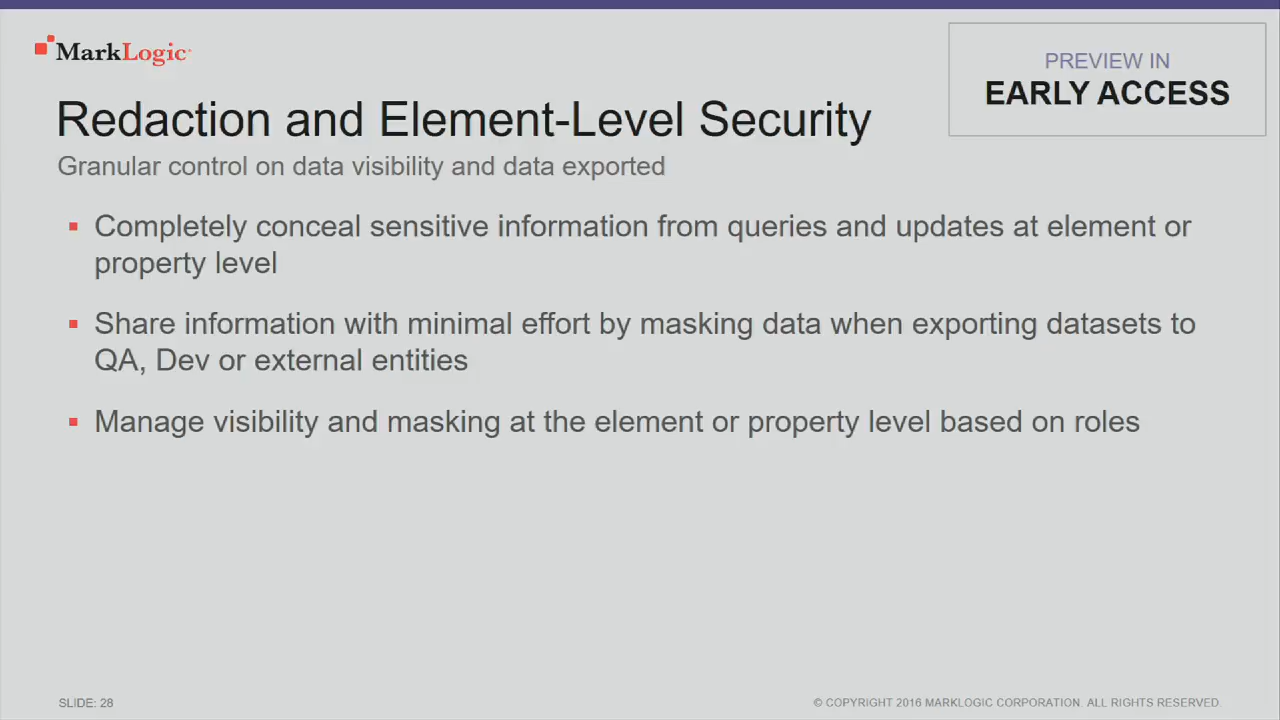 MarkLogic
PREVIEW IN
EARLY ACCESS
Redaction and Element-Level Security
Granular control on data visibility and data exported
▪ Completely conceal sensitive information from queries and updates at element or
property level
▪ Share information with minimal effort by masking data when exporting datasets to
QA, Dev or external entities
▪ Manage visibility and masking at the element or property level based on roles
SLIDE: 28
© COPYRIGHT 2016 MARKLOGIC CORPORATION. ALL RIGHTS RESERVED.